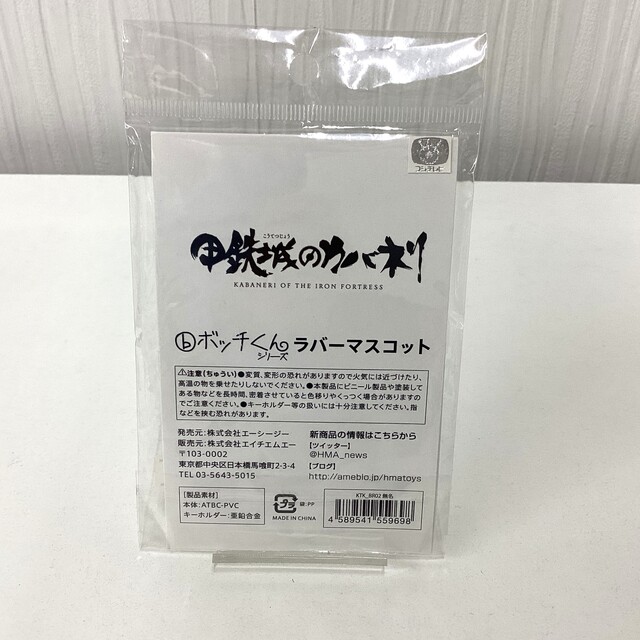 フジテレビ
こうてつじょう
甲鉄城のカバネリ
KABANERI OF THE IRON FORTRESS
ⓑボッチくんシリーズ ラバーマスコット
⚠注意(ちゅうい)●変質、変形の恐れがありますので火気には近づけたり、
高温の物を乗せたりしないでください。●本製品にビニール製品や塗装して
ある物などを長時間、密着させていると色移りやくっつく場合があります
のでご注意ください。●キーホルダー等の扱いには十分注意してください。指
などを挟む恐れがあります。
発売元:株式会社エーシージー
販売元:株式会社エイチエムエー
〒103-0002
東京都中央区日本橋馬喰町2-3-4
TEL 03-5643-5015
新商品の情報はこちらから
【ツイッター】
@HMA_news
【ブログ】
http://ameblo.jp/hmatoys
[製品素材]
本体:ATBC-PVC
キーホルダー:亜鉛合金
プラ
袋:PP
MADE IN CHINA
KTK_BR02 無名
4 589541 559698